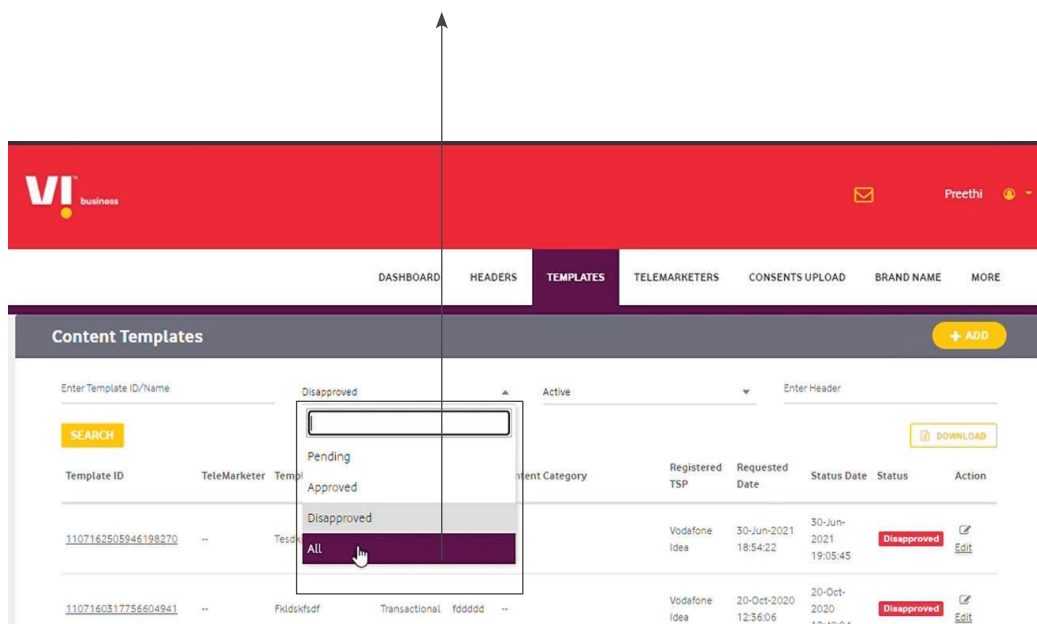 VI business
Preethi
DASHBOARD HEADERS TEMPLATES TELEMARKETERS CONSENTS UPLOAD BRAND NAME MORE
Content Templates
+ ADD
Enter Template ID/Name
Disapproved
Active
Enter Header
SEARCH
DOWNLOAD
Pending
Approved
Disapproved
All
Template ID TeleMarketer Category Registered TSP Requested Date Status Date Status Action
1107162505946198270 -- Vodafone Idea 30-Jun-2021 18:54:22 30-Jun-2021 19:05:45 Disapproved Edit
1107160317756604941 -- Fkldskfsdf Transactional fddddd -- Vodafone Idea 20-Oct-2020 12:36:06 20-Oct-2020 Disapproved Edit